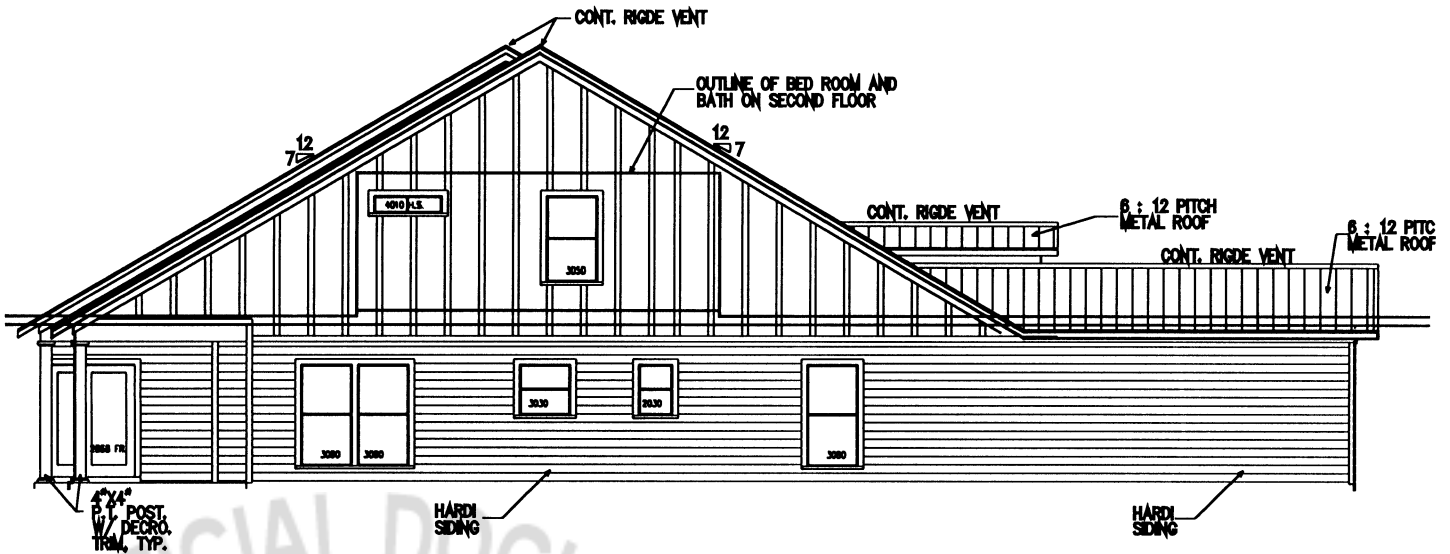 CONT. RIGDE VENT
OUTLINE OF BED ROOM AND
BATH ON SECOND FLOOR
12
7
12
7
4010 H.S.
3050
CONT. RIGDE VENT
6 : 12 PITCH
METAL ROOF
6 : 12 PITC
METAL ROOF
CONT. RIGDE VENT
3030
2030
3080
3080
3080
4"X4"
P.T. POST.
W/ DECRO.
TRIM, TYP.
HARDI
SIDING
HARDI
SIDING
CIAL